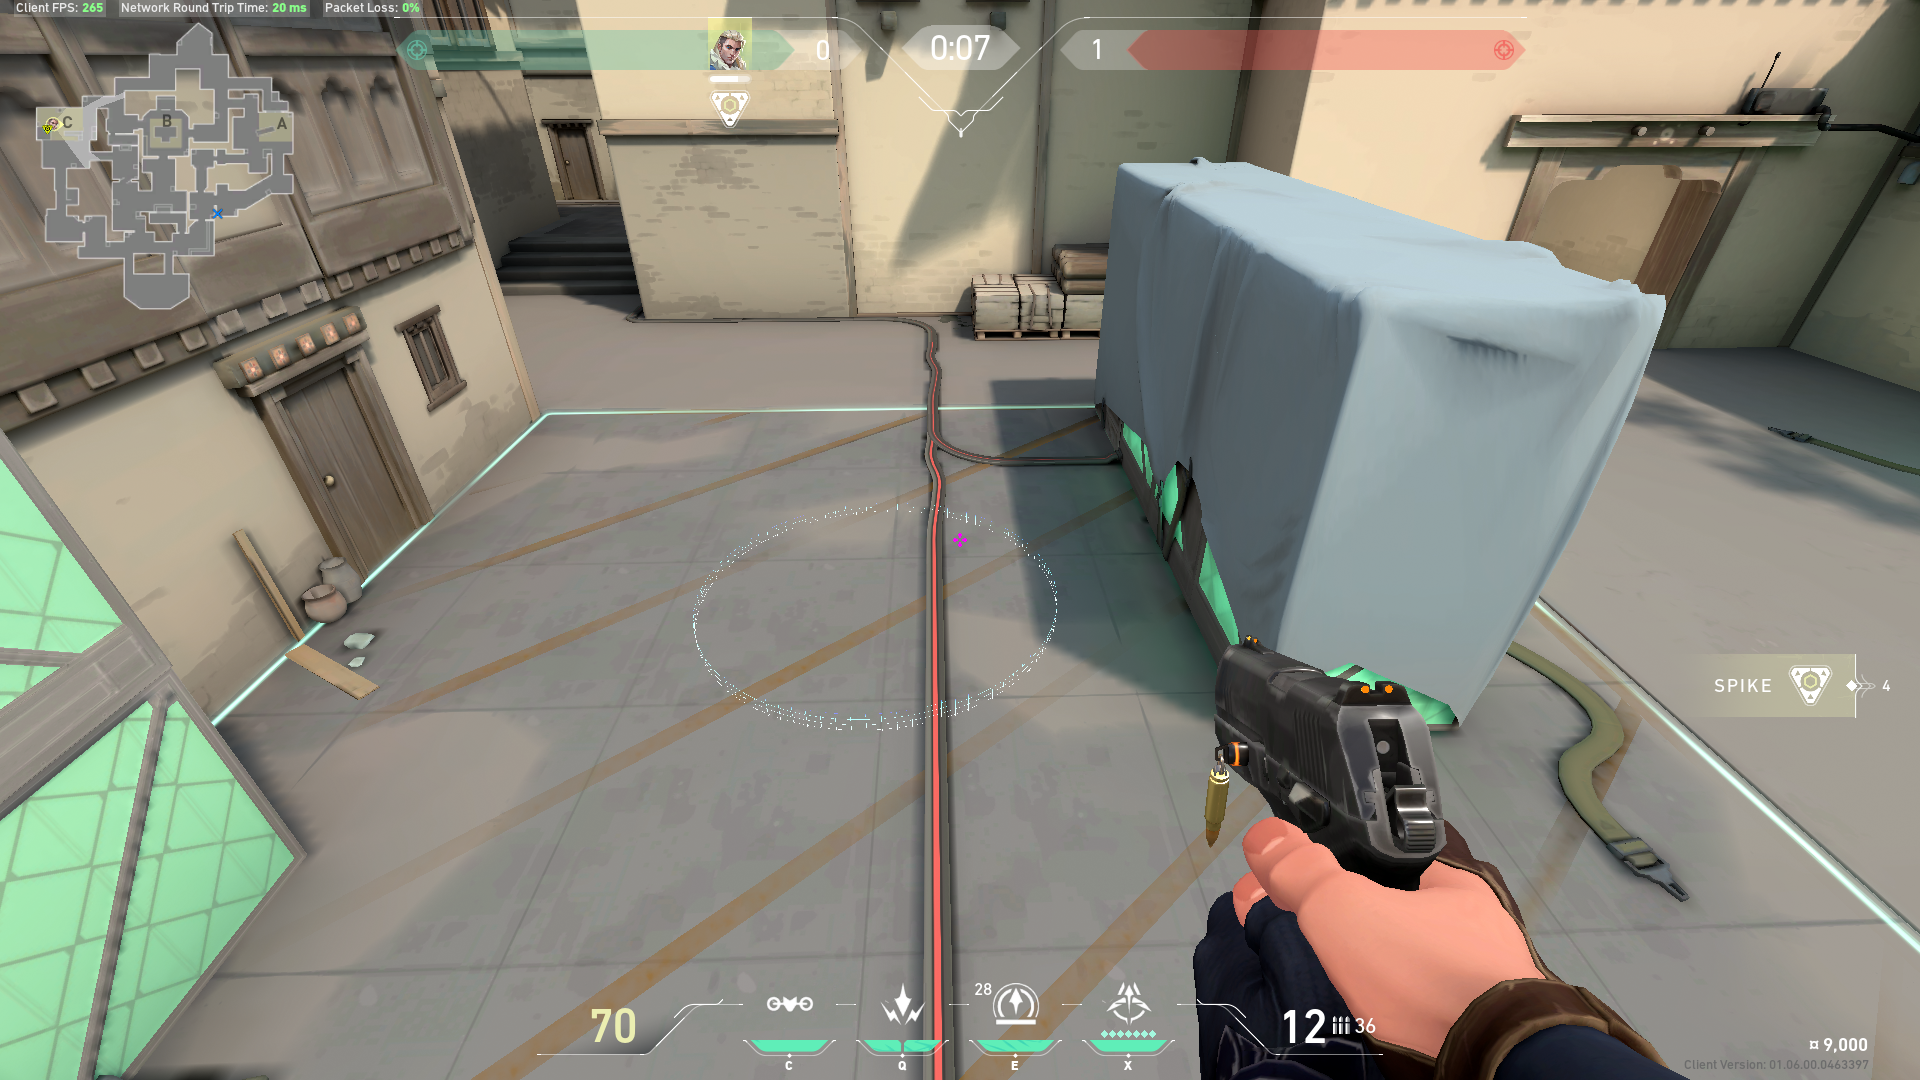 Client FPS: 265 Network Round Trip Time: 20 ms Packet Loss: 0%
0 0:07 1
C B A
SPIKE 4
70
28
12 36
C Q E X
¤ 9,000
Client Version: 01.06.00.0463397